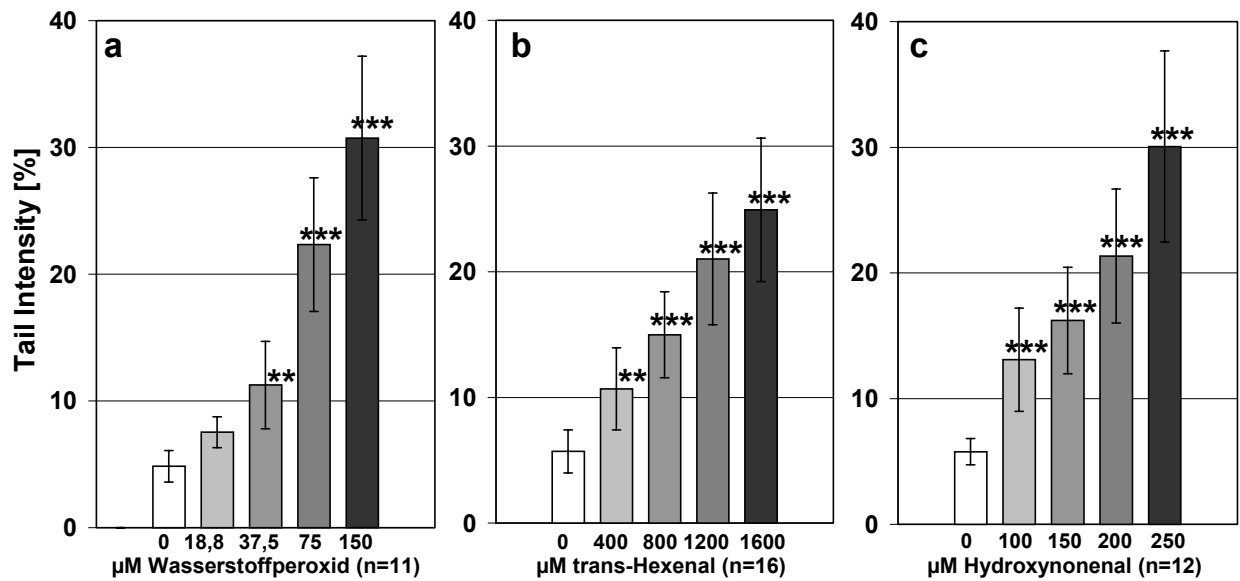 a
b
c
Tail Intensity [%]
40
30
20
10
0
***
***
**
0 18,8 37,5 75 150
µM Wasserstoffperoxid (n=11)
40
30
20
10
0
***
***
***
**
0 400 800 1200 1600
µM trans-Hexenal (n=16)
40
30
20
10
0
***
***
***
***
0 100 150 200 250
µM Hydroxynonenal (n=12)